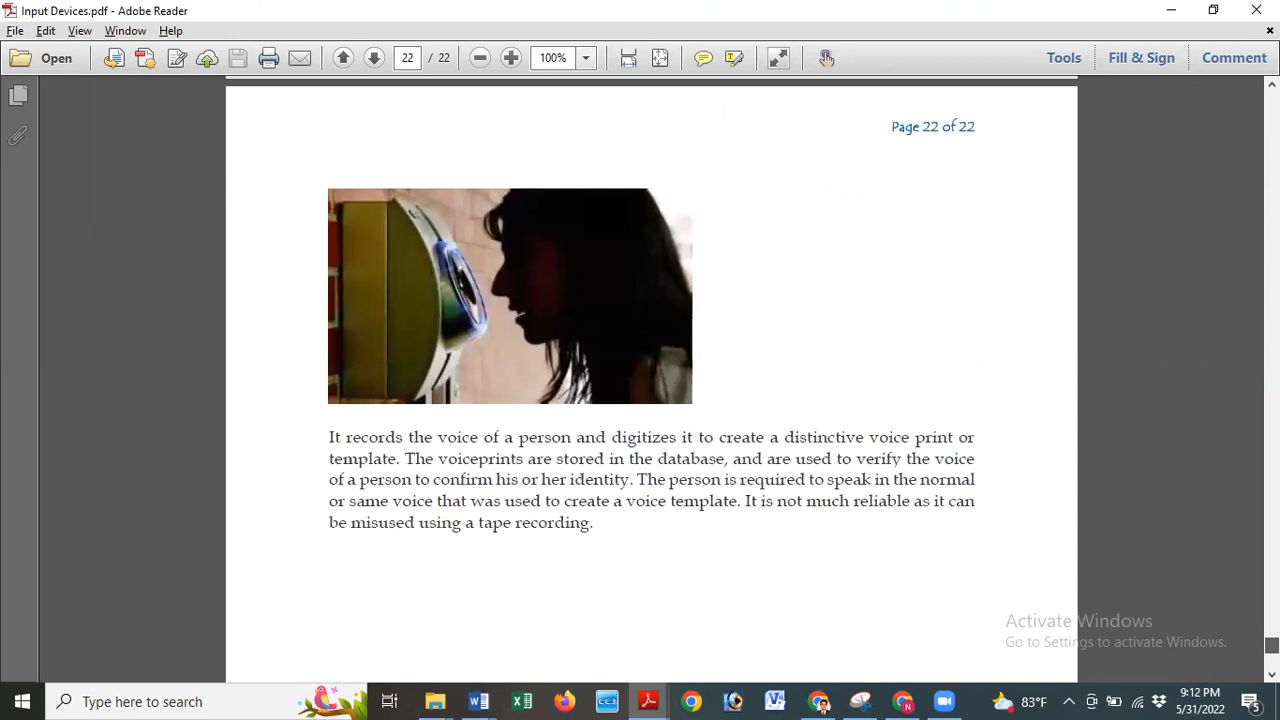 Input Devices.pdf - Adobe Reader
File Edit View Window Help
Open 22 / 22 100% Tools Fill & Sign Comment
Page 22 of 22
It records the voice of a person and digitizes it to create a distinctive voice print or
template. The voiceprints are stored in the database, and are used to verify the voice
of a person to confirm his or her identity. The person is required to speak in the normal
or same voice that was used to create a voice template. It is not much reliable as it can
be misused using a tape recording.
Activate Windows
Go to Settings to activate Windows.
Type here to search
83°F
9:12 PM
5/31/2022
5